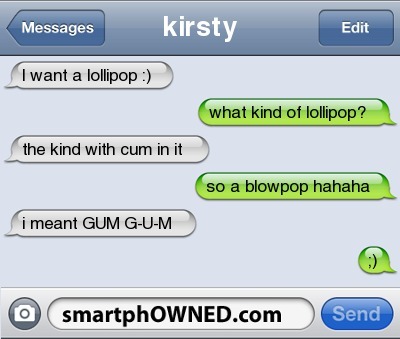 Messages kirsty Edit
I want a lollipop :)
what kind of lollipop?
the kind with cum in it
so a blowpop hahaha
i meant GUM G-U-M
;)
smartphOWNED.com Send